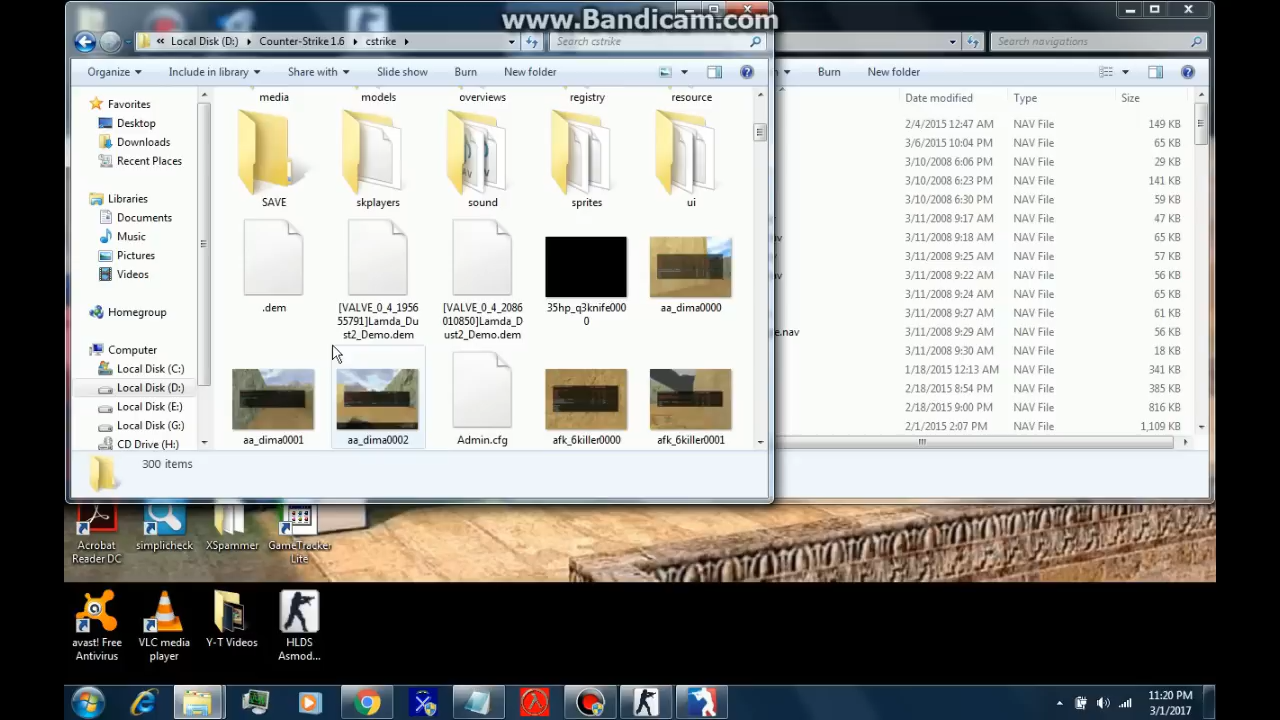 www.Bandicam.com
Local Disk (D:) Counter-Strike 1.6 cstrike
Search cstrike
Search navigations
Organize Include in library Share with Slide show Burn New folder
Burn New folder
Favorites
Desktop
Downloads
Recent Places
Libraries
Documents
Music
Pictures
Videos
Homegroup
Computer
Local Disk (C:)
Local Disk (D:)
Local Disk (E:)
Local Disk (G:)
CD Drive (H:)
media models overviews registry resource
SAVE skplayers sound sprites ui
.dem
[VALVE_0_4_1956
55791]Lamda_Du
st2_Demo.dem
[VALVE_0_4_2086
010850]Lamda_D
ust2_Demo.dem
35hp_q3knife000
0
aa_dima0000
aa_dima0001 aa_dima0002 Admin.cfg afk_6killer0000 afk_6killer0001
300 items
Date modified Type Size
2/4/2015 12:47 AM NAV File 149 KB
3/6/2015 10:04 PM NAV File 65 KB
3/10/2008 6:06 PM NAV File 29 KB
3/10/2008 6:23 PM NAV File 141 KB
3/10/2008 6:30 PM NAV File 59 KB
3/11/2008 9:17 AM NAV File 47 KB
3/11/2008 9:18 AM NAV File 65 KB
3/11/2008 9:25 AM NAV File 57 KB
3/11/2008 9:22 AM NAV File 56 KB
3/11/2008 9:24 AM NAV File 65 KB
3/11/2008 9:27 AM NAV File 61 KB
e.nav 3/11/2008 9:29 AM NAV File 56 KB
3/11/2008 9:30 AM NAV File 18 KB
1/18/2015 12:13 AM NAV File 341 KB
2/18/2015 8:54 PM NAV File 385 KB
2/18/2015 9:00 PM NAV File 816 KB
2/1/2015 2:07 PM NAV File 1,109 KB
Acrobat
Reader DC
simplicheck
XSpammer
GameTracker
Lite
avast! Free
Antivirus
VLC media
player
Y-T Videos
HLDS
Asmod...
11:20 PM
3/1/2017